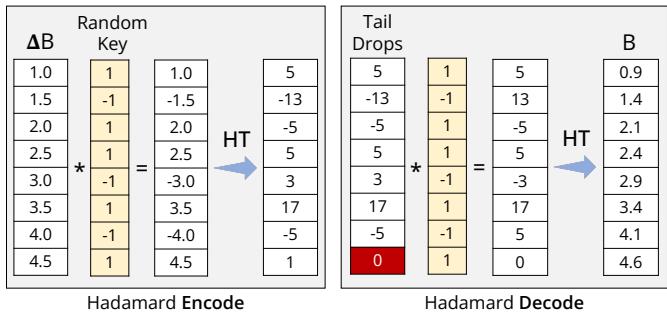 Random
ΔB Key
1.0 1 1.0 5
1.5 -1 -1.5 -13
2.0 1 2.0 -5
2.5 1 2.5 HT 5
3.0 * -1 = -3.0 3
3.5 1 3.5 17
4.0 -1 -4.0 -5
4.5 1 4.5 1
Hadamard Encode
Tail
Drops B
5 1 5 0.9
-13 -1 13 1.4
-5 1 -5 2.1
5 1 5 HT 2.4
3 * -1 = -3 2.9
17 1 17 3.4
-5 -1 5 4.1
0 1 0 4.6
Hadamard Decode